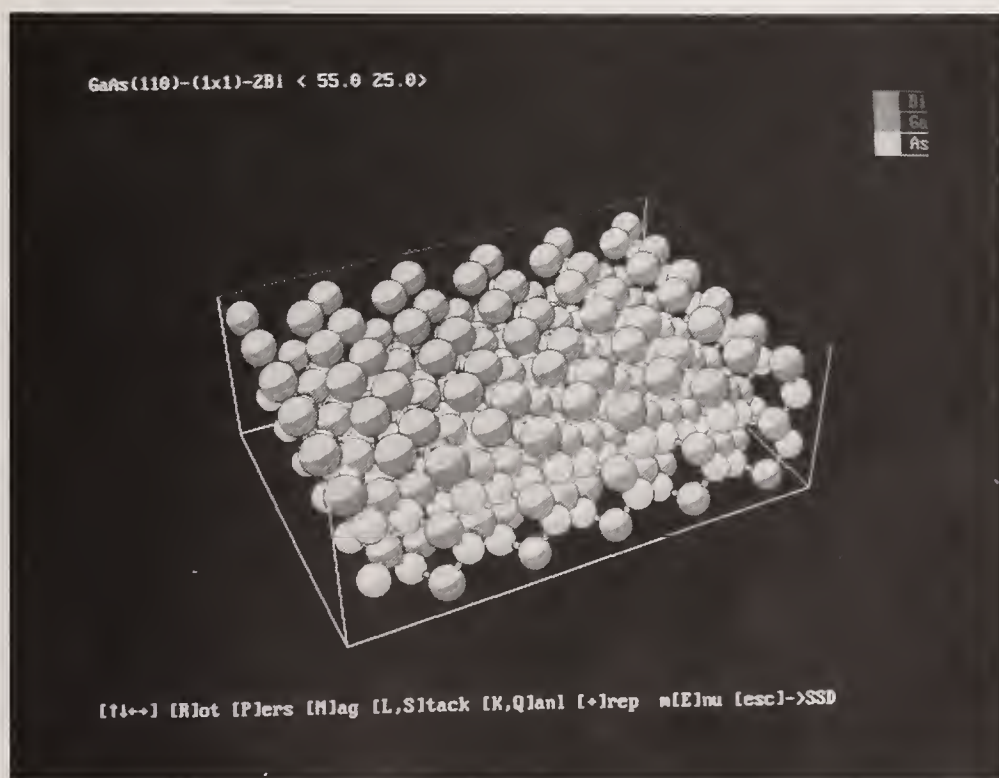 GaAs(110)-(1x1)-2Bi < 55.0 25.0>
Bi
Ga
As
[↑↓←→] [R]ot [P]ers [M]ag [L,S]tack [K,Q]anl [+]rep m[E]nu [esc]->SSD